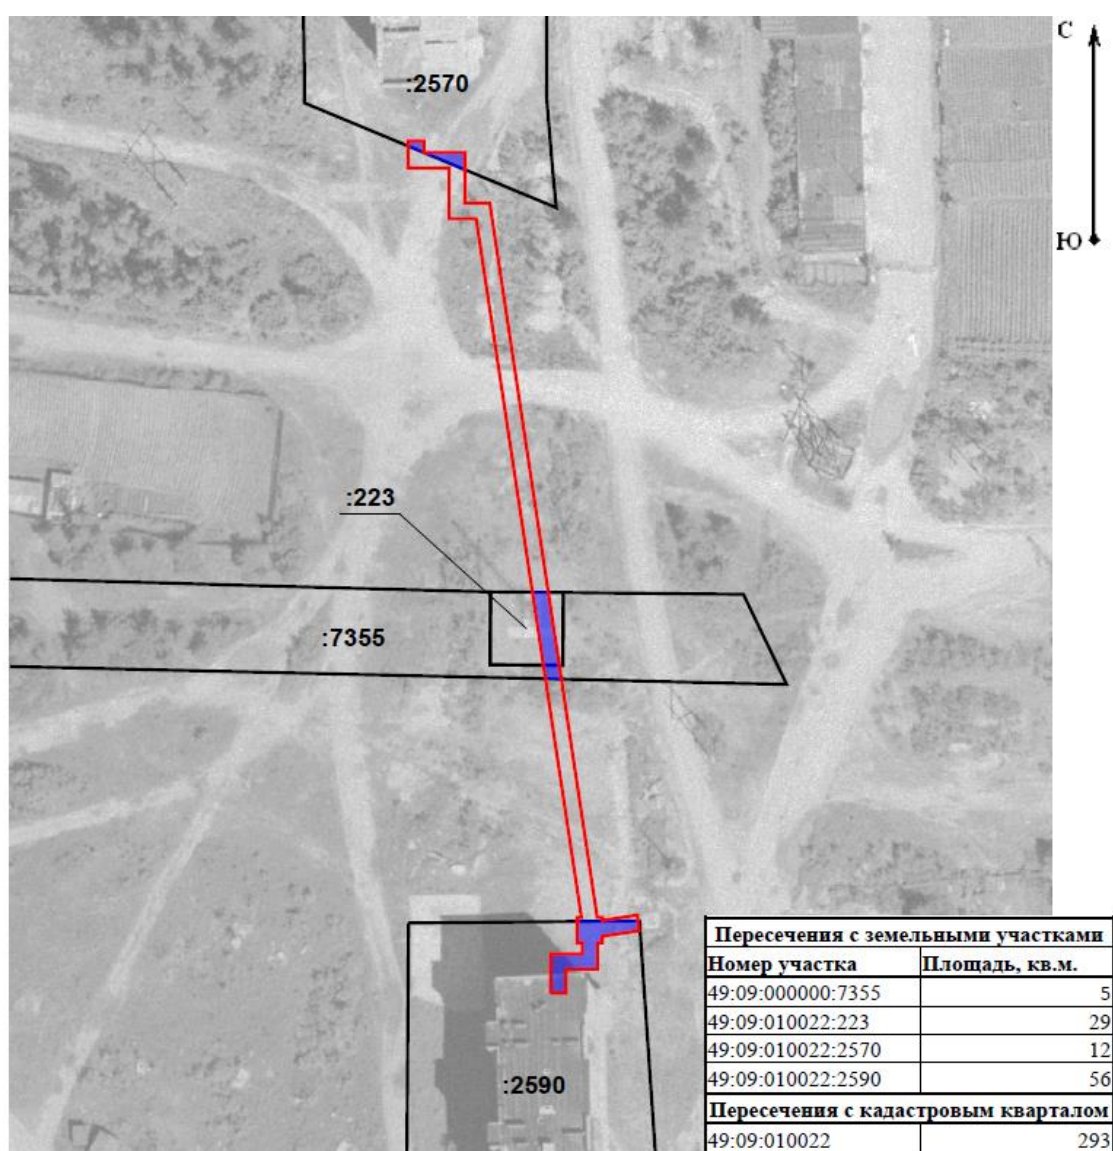 С
:2570
Ю
:223
:7355
Пересечения с земельными участками
Номер участка Площадь, кв.м.
49:09:000000:7355 5
49:09:010022:223 29
49:09:010022:2570 12
49:09:010022:2590 56
Пересечения с кадастровым кварталом
49:09:010022 293
:2590